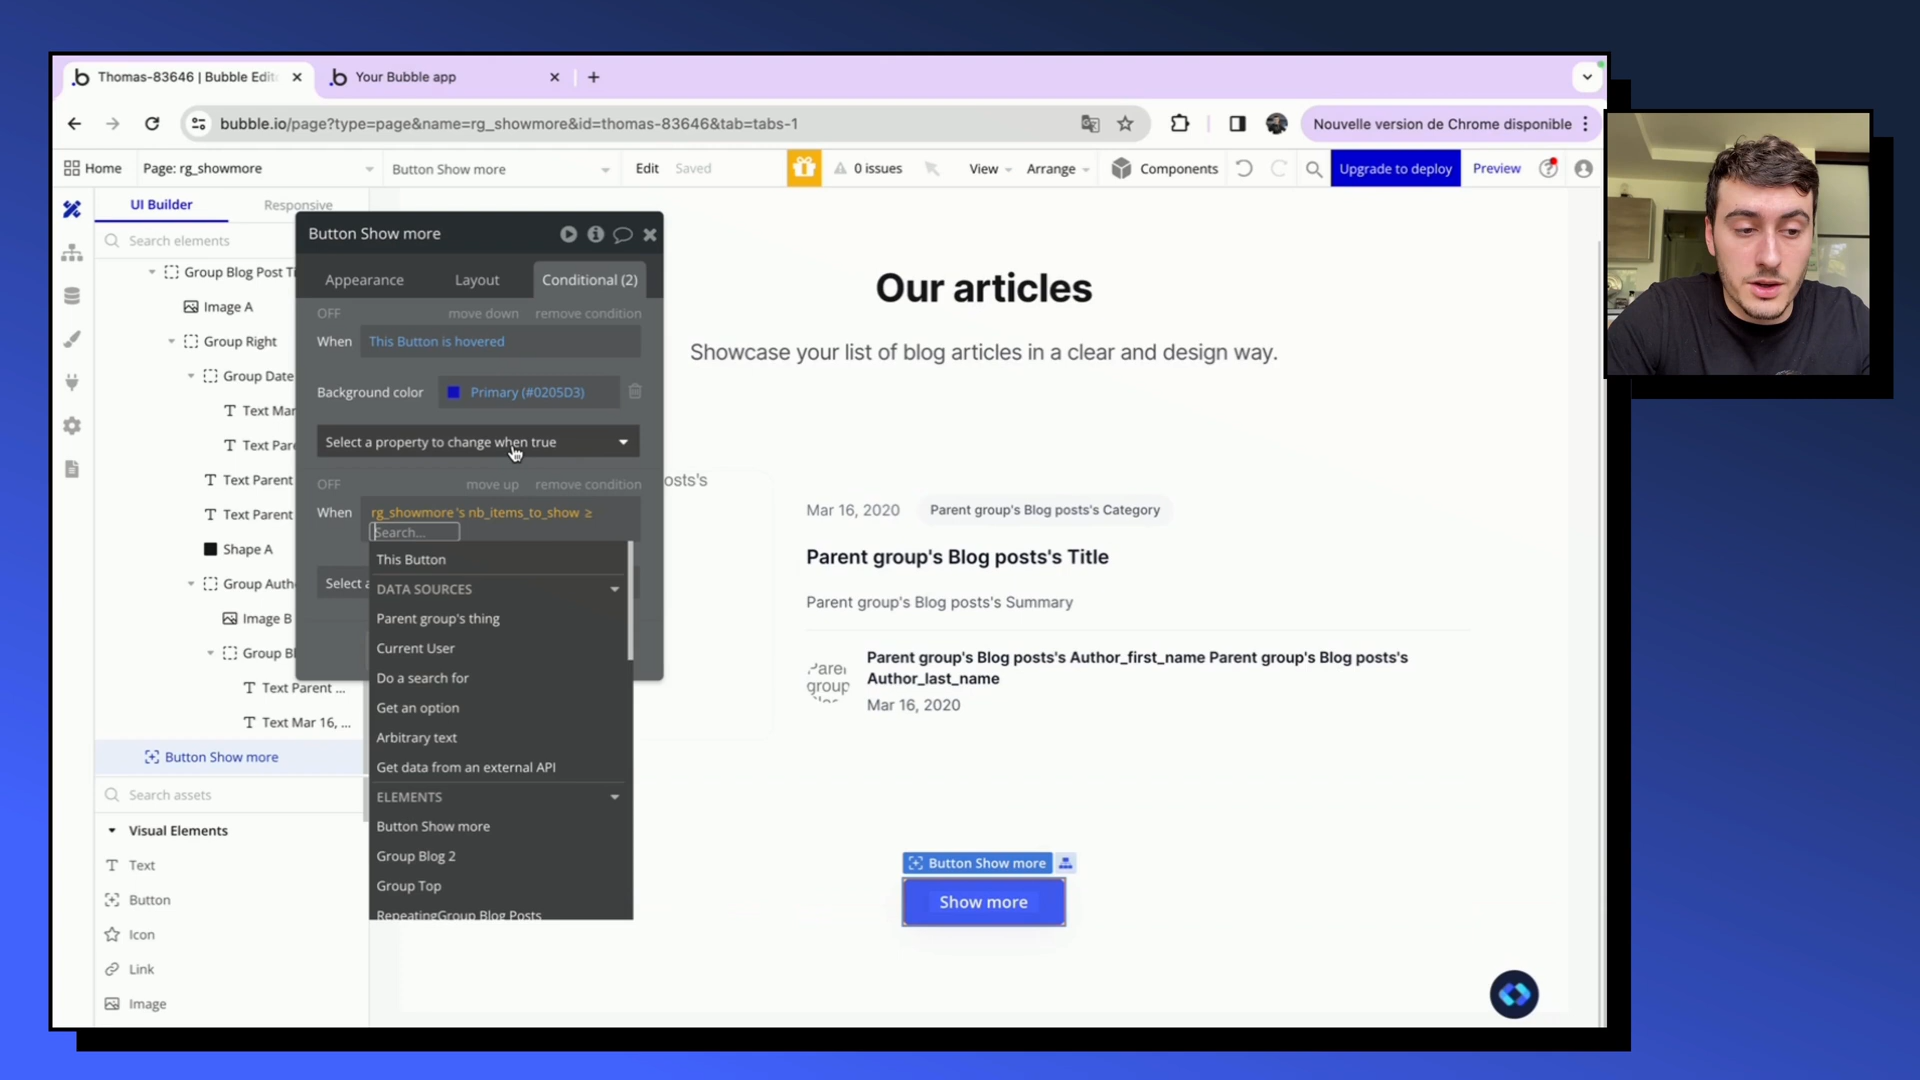 Thomas-83646 | Bubble Edit
Your Bubble app
bubble.io/page?type=page&name=rg_showmore&id=thomas-83646&tab=tabs-1
Nouvelle version de Chrome disponible
Home
Page: rg_showmore
Button Show more
Edit
Saved
0 issues
View
Arrange
Components
Upgrade to deploy
Preview
UI Builder
Responsive
Search elements
Group Blog Post Ti
Image A
Group Right
Group Date
Text Mar
Text Pare
Text Parent
Text Parent
Shape A
Group Auth
Image B
Group Bl
Text Parent ...
Text Mar 16, ...
Button Show more
Search assets
Visual Elements
Text
Button
Icon
Link
Image
Button Show more
Appearance
Layout
Conditional (2)
OFF
move down
remove condition
When
This Button is hovered
Background color
Primary (#0205D3)
Select a property to change when true
OFF
move up
remove condition
When
rg_showmore's nb_items_to_show ≥
Search...
Select a
This Button
DATA SOURCES
Parent group's thing
Current User
Do a search for
Get an option
Arbitrary text
Get data from an external API
ELEMENTS
Button Show more
Group Blog 2
Group Top
RepeatingGroup Blog Posts
Our articles
Showcase your list of blog articles in a clear and design way.
osts's
Mar 16, 2020
Parent group's Blog posts's Category
Parent group's Blog posts's Title
Parent group's Blog posts's Summary
group
Parent group's Blog posts's Author_first_name Parent group's Blog posts's
Author_last_name
Mar 16, 2020
Button Show more
Show more